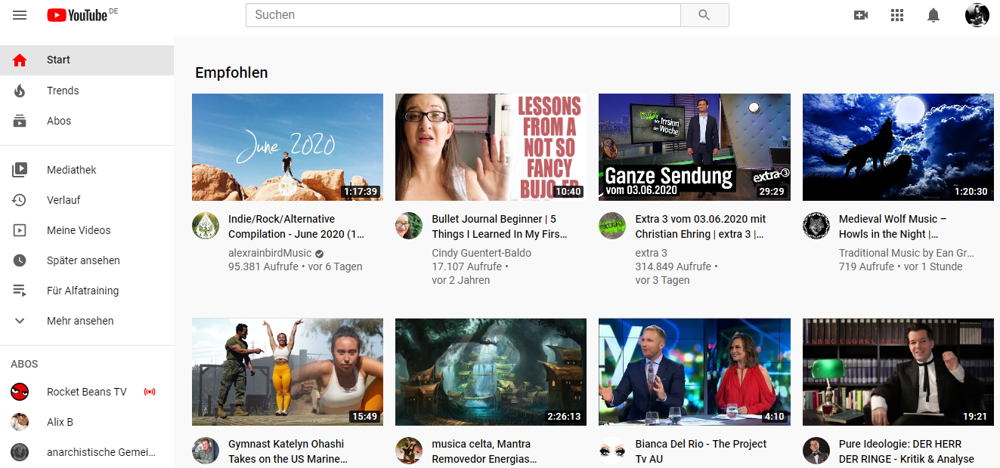 YouTube DE
Suchen
Start
Trends
Abos
Mediathek
Verlauf
Meine Videos
Später ansehen
Für Alfatraining
Mehr ansehen
ABOS
Rocket Beans TV
Alix B
anarchistische Gemei...
Empfohlen
June 2020
1:17:39
Indie/Rock/Alternative
Compilation - June 2020 (1...
alexrainbirdMusic
95.381 Aufrufe • vor 6 Tagen
LESSONS
FROM A
NOT SO
FANCY
BUJO
10:40
Bullet Journal Beginner | 5
Things I Learned In My Firs...
Cindy Guentert-Baldo
17.107 Aufrufe •
vor 2 Jahren
extra3
der Irrsinn
der Woche
Ganze Sendung
vom 03.06.2020
extra-3
29:29
extra-3
Extra 3 vom 03.06.2020 mit
Christian Ehring | extra 3 |...
extra 3
314.849 Aufrufe •
vor 3 Tagen
1:20:30
Medieval Wolf Music –
Howls in the Night |...
Traditional Music by Ean Gr...
719 Aufrufe • vor 1 Stunde
15:49
Gymnast Katelyn Ohashi
Takes on the US Marine...
2:26:13
musica celta, Mantra
Removedor Energias...
4:10
Bianca Del Rio - The Project
Tv AU
19:21
Pure Ideologie: DER HERR
DER RINGE - Kritik & Analyse